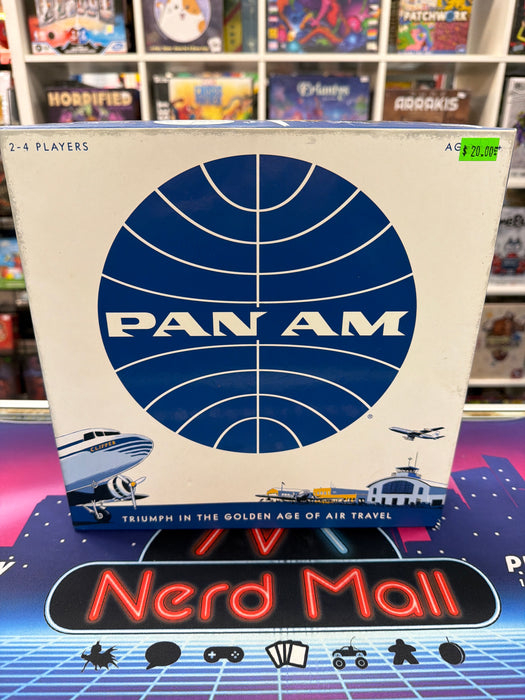 PATCHWORK
HORRIFIED
ARRAKIS
2-4 PLAYERS
AG
$ 20.00
PAN AM
®
CLIPPER
TRIUMPH IN THE GOLDEN AGE OF AIR TRAVEL
Nerd Mall